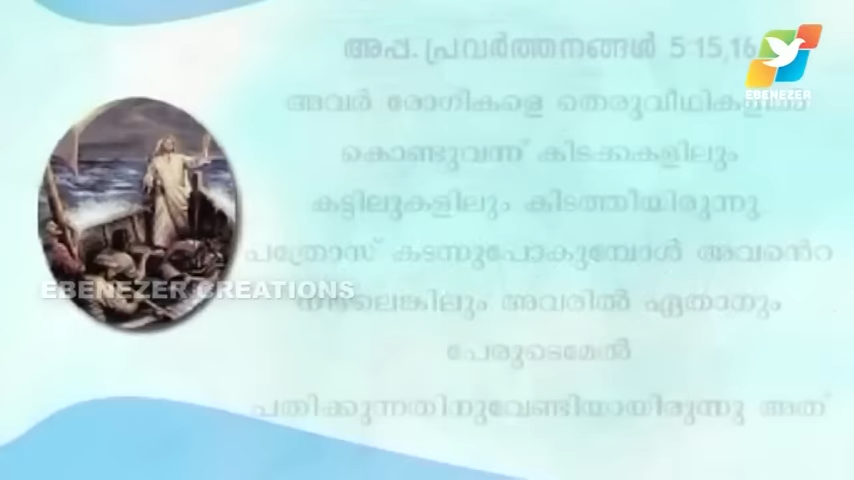 അപ്പ. പ്രവർത്തനങ്ങൾ 5:15,16
EBENEZER
അവർ രോഗികളെ തെരുവീഥികളിൽ
കൊണ്ടുവന്ന് കിടക്കകളിലും
കട്ടിലുകളിലും കിടത്തിയിരുന്നു.
പത്രോസ് കടന്നുപോകുമ്പോൾ അവന്റെ
EBENEZER CREATIONS
നിഴലെങ്കിലും അവരിൽ ഏതാനും
പേരുടെമേൽ
പതിക്കുന്നതിനുവേണ്ടിയായിരുന്നു അത്